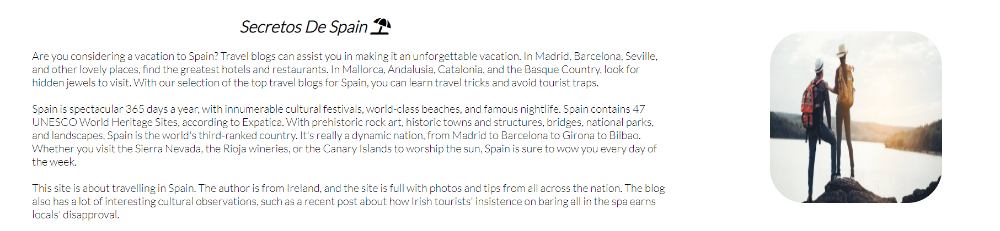 Secretos De Spain
Are you considering a vacation to Spain? Travel blogs can assist you in making it an unforgettable vacation. In Madrid, Barcelona, Seville,
and other lovely places, find the greatest hotels and restaurants. In Mallorca, Andalusia, Catalonia, and the Basque Country, look for
hidden jewels to visit. With our selection of the top travel blogs for Spain, you can learn travel tricks and avoid tourist traps.
Spain is spectacular 365 days a year, with innumerable cultural festivals, world-class beaches, and famous nightlife. Spain contains 47
UNESCO World Heritage Sites, according to Expatica. With prehistoric rock art, historic towns and structures, bridges, national parks,
and landscapes, Spain is the world's third-ranked country. It's really a dynamic nation, from Madrid to Barcelona to Girona to Bilbao.
Whether you visit the Sierra Nevada, the Rioja wineries, or the Canary Islands to worship the sun, Spain is sure to wow you every day of
the week.
This site is about travelling in Spain. The author is from Ireland, and the site is full with photos and tips from all across the nation. The blog
also has a lot of interesting cultural observations, such as a recent post about how Irish tourists' insistence on baring all in the spa earns
locals' disapproval.